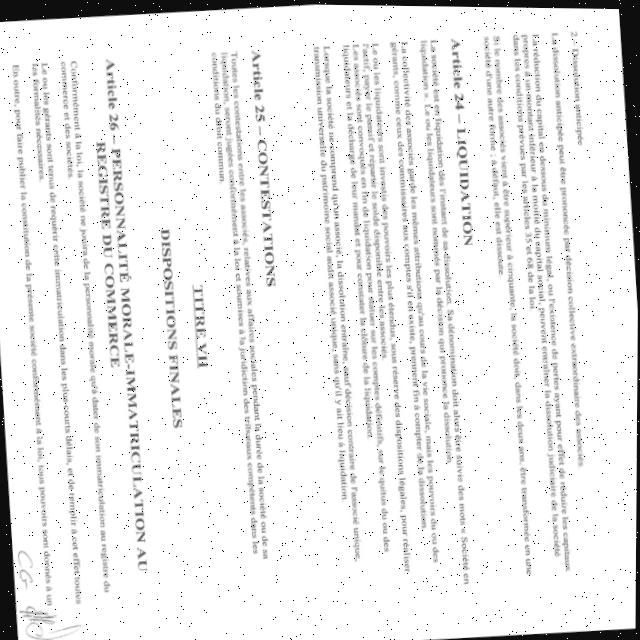 2 - Dissolution anticipée
La dissolution anticipée peut être prononcée par décision collective extraordinaire des associés.
La réduction du capital en dessous du minimum légal, ou l'existence de pertes ayant pour effet de réduire les capitaux
propres à un montant inférieur à la moitié du capital social, peuvent entraîner la dissolution judiciaire de la société
dans les conditions prévues par les articles 35 et 68 de la loi.
Si le nombre des associés vient à être supérieur à cinquante, la société doit, dans les deux ans, être transformée en une
société d'une autre forme ; à défaut, elle est dissoute.
Article 24 – LIQUIDATION
La société est en liquidation dès l'instant de sa dissolution. Sa dénomination doit alors être suivie des mots « Société en
liquidation ». Le ou les liquidateurs sont nommés par la décision qui prononce la dissolution.
La collectivité des associés garde les mêmes attributions qu'au cours de la vie sociale, mais les pouvoirs du ou des
gérants, comme ceux des commissaires aux comptes s'il en existe, prennent fin à compter de la dissolution.
Le ou les liquidateurs sont investis des pouvoirs les plus étendus, sous réserve des dispositions légales, pour réaliser
l'actif, payer le passif et répartir le solde disponible entre les associés.
Les associés sont convoqués en fin de liquidation pour statuer sur les comptes définitifs, sur le quitus du ou des
liquidateurs et la décharge de leur mandat et pour constater la clôture de la liquidation.
Lorsque la société ne comprend qu'un associé, la dissolution entraîne, sauf décision contraire de l'associé unique,
transmission universelle du patrimoine social audit associé unique, sans qu'il y ait lieu à liquidation.
Article 25 – CONTESTATIONS
Toutes les contestations entre les associés, relatives aux affaires sociales pendant la durée de la société ou de sa
liquidation, seront jugées conformément à la loi et soumises à la juridiction des tribunaux compétents dans les
conditions du droit commun.
TITRE VII
DISPOSITIONS FINALES
Article 26 – PERSONNALITÉ MORALE-IMMATRICULATION AU
REGISTRE DU COMMERCE
Conformément à la loi, la société ne jouira de la personnalité morale qu'à dater de son immatriculation au registre du
commerce et des sociétés.
Le ou les gérants sont tenus de requérir cette immatriculation dans les plus courts délais, et de remplir à cet effet toutes
les formalités nécessaires.
En outre, pour faire publier la constitution de la présente société conformément à la loi, tous pouvoirs sont donnés à un
CG